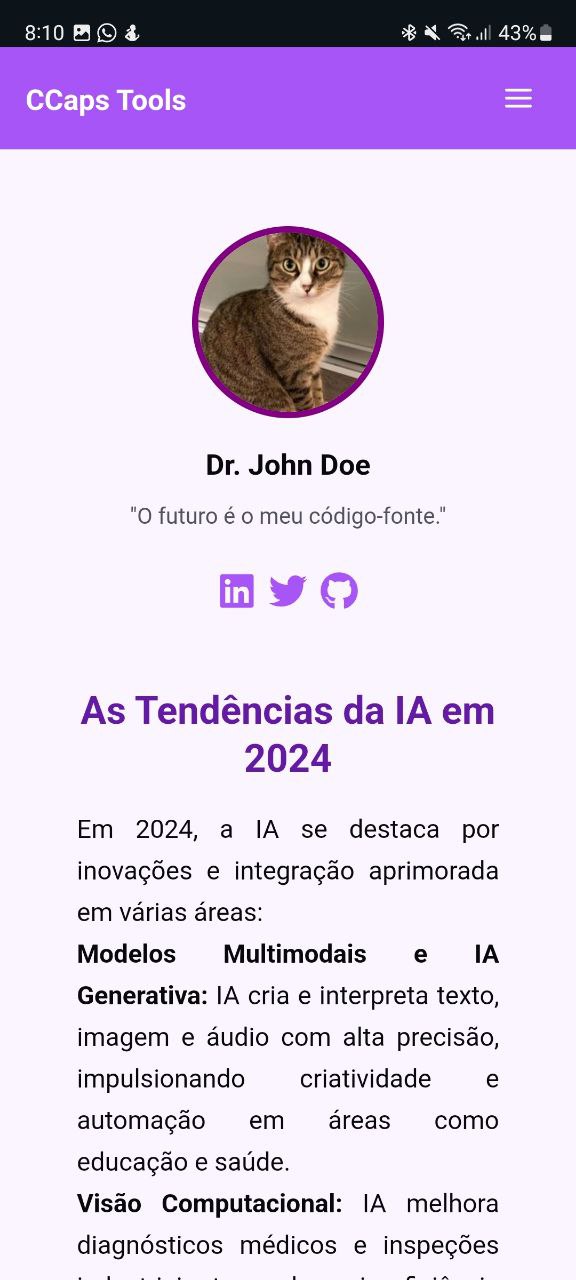 8:10 43%
CCaps Tools
Dr. John Doe
"O futuro é o meu código-fonte."
in
As Tendências da IA em
2024
Em 2024, a IA se destaca por
inovações e integração aprimorada
em várias áreas:
Modelos Multimodais e IA
Generativa: IA cria e interpreta texto,
imagem e áudio com alta precisão,
impulsionando criatividade e
automação em áreas como
educação e saúde.
Visão Computacional: IA melhora
diagnósticos médicos e inspeções